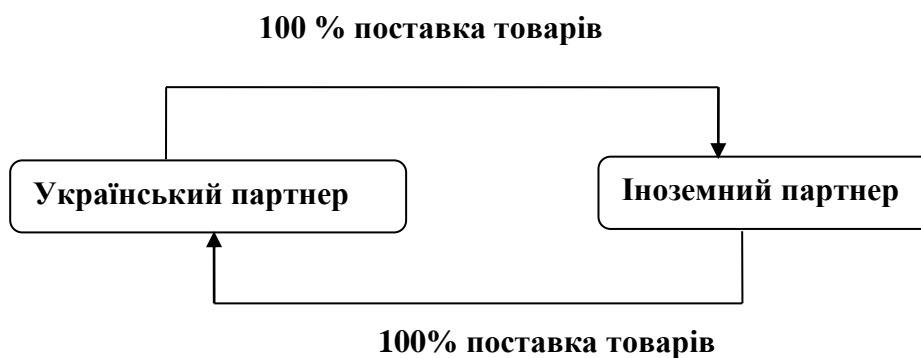 100 % поставка товарів
Український партнер
Іноземний партнер
100% поставка товарів